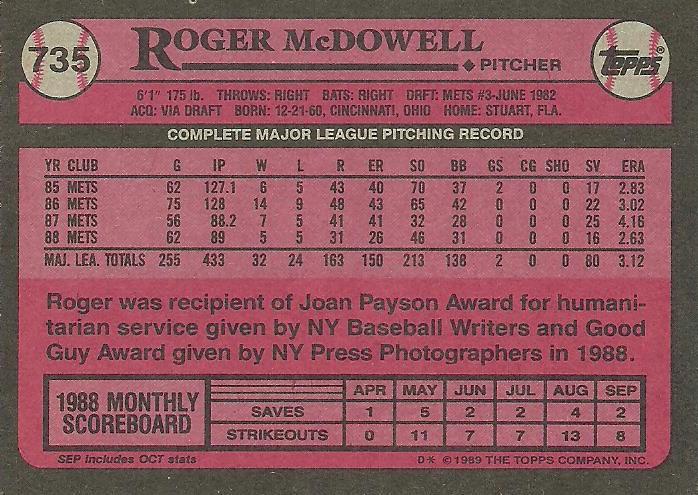 735
ROGER McDOWELL
PITCHER
TOPPS®
6'1" 175 lb. THROWS: RIGHT BATS: RIGHT DRFT: METS #3-JUNE 1982
ACQ: VIA DRAFT BORN: 12-21-60, CINCINNATI, OHIO HOME: STUART, FLA.
COMPLETE MAJOR LEAGUE PITCHING RECORD
YR CLUB G IP W L R ER SO BB GS CG SHO SV ERA
85 METS 62 127.1 6 5 43 40 70 37 2 0 0 17 2.83
86 METS 75 128 14 9 48 43 65 42 0 0 0 22 3.02
87 METS 56 88.2 7 5 41 41 32 28 0 0 0 25 4.16
88 METS 62 89 5 5 31 26 46 31 0 0 0 16 2.63
MAJ. LEA. TOTALS 255 433 32 24 163 150 213 138 2 0 0 80 3.12
Roger was recipient of Joan Payson Award for humani-
tarian service given by NY Baseball Writers and Good
Guy Award given by NY Press Photographers in 1988.
1988 MONTHLY
SCOREBOARD
APR MAY JUN JUL AUG SEP
SAVES 1 5 2 2 4 2
STRIKEOUTS 0 11 7 7 13 8
SEP includes OCT stats
D* © 1989 THE TOPPS COMPANY, INC.